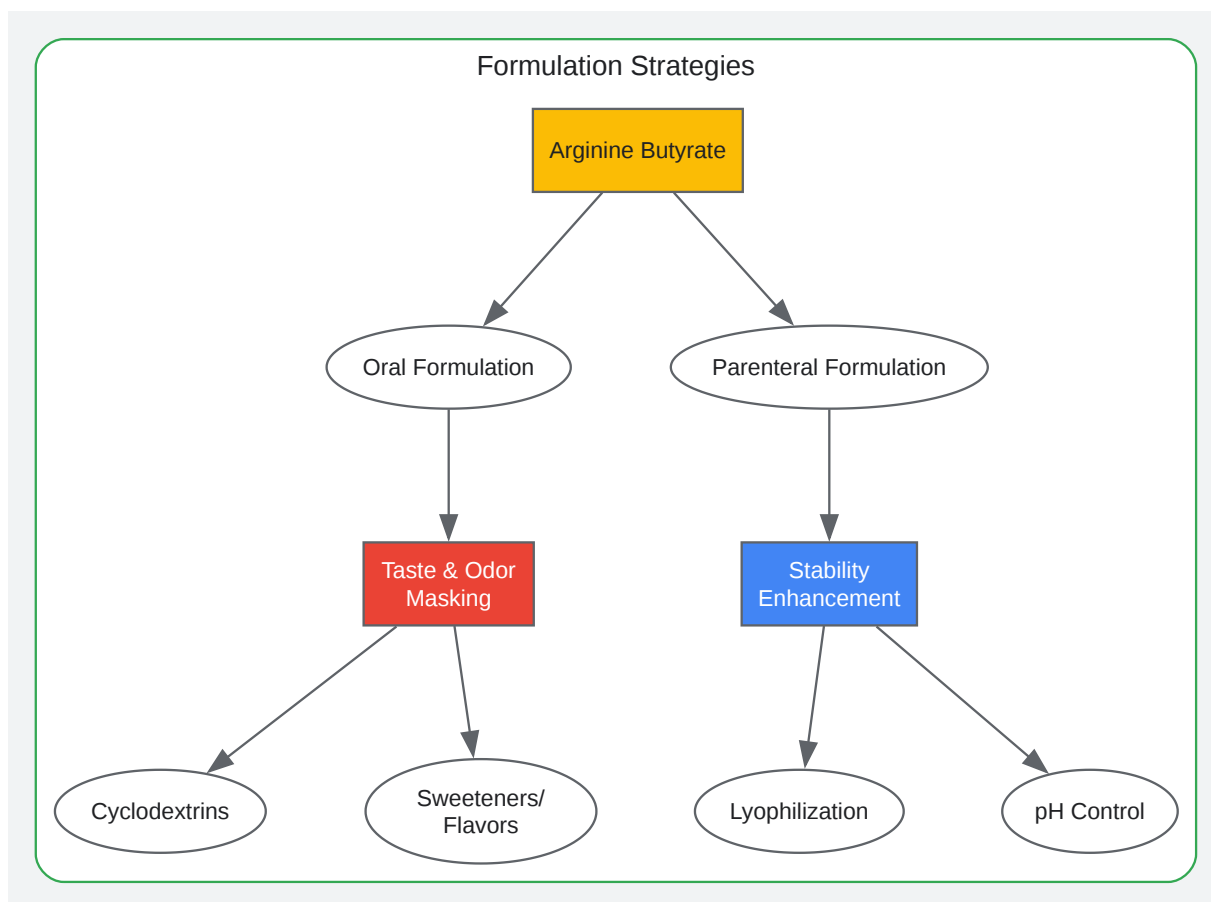 Formulation Strategies
Arginine Butyrate
Oral Formulation
Parenteral Formulation
Taste & Odor
Masking
Stability
Enhancement
Cyclodextrins
Sweeteners/
Flavors
Lyophilization
pH Control